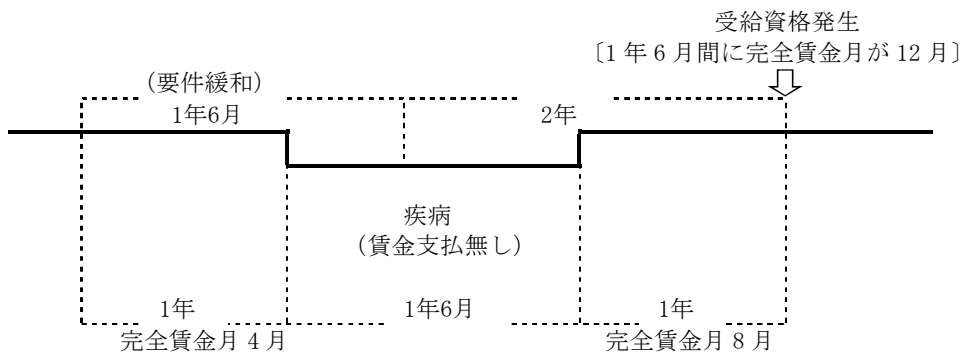 受給資格発生
〔1 年 6 月間に完全賃金月が 12 月〕
（要件緩和）
1年6月
2年
疾病
（賃金支払無し）
1年
1年6月
1年
完全賃金月 4 月
完全賃金月 8 月